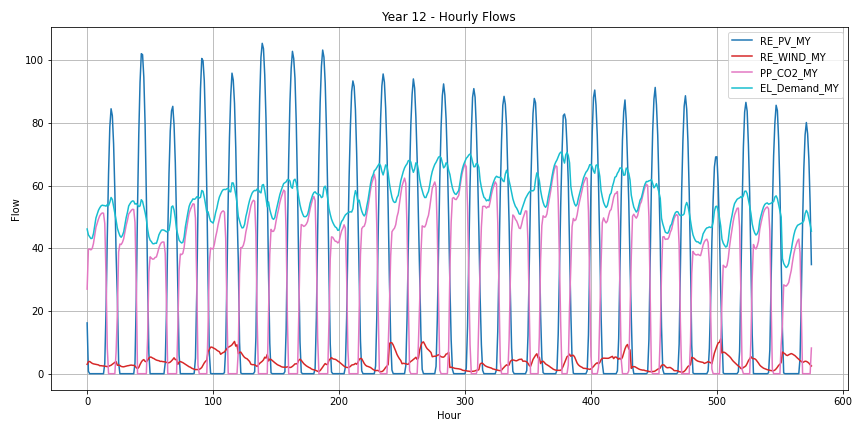 Year 12 - Hourly Flows
RE_PV_MY
RE_WIND_MY
PP_CO2_MY
EL_Demand_MY
Flow
100
80
60
40
20
0
0 100 200 300 400 500 600
Hour